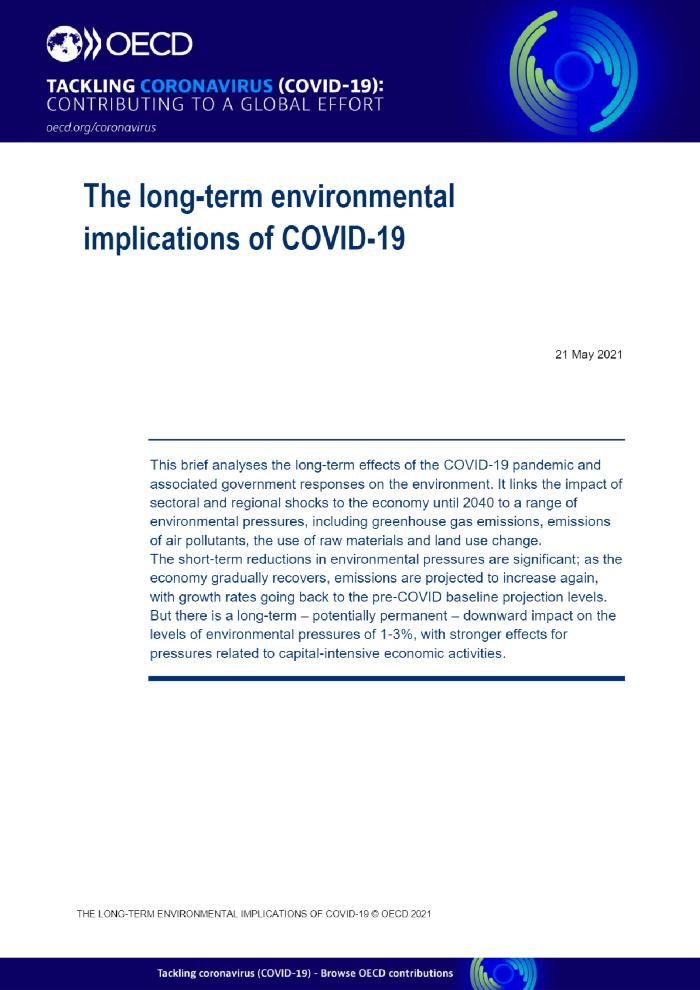 OECD
TACKLING CORONAVIRUS (COVID-19):
CONTRIBUTING TO A GLOBAL EFFORT
oecd.org/coronavirus
The long-term environmental
implications of COVID-19
21 May 2021
This brief analyses the long-term effects of the COVID-19 pandemic and
associated government responses on the environment. It links the impact of
sectoral and regional shocks to the economy until 2040 to a range of
environmental pressures, including greenhouse gas emissions, emissions
of air pollutants, the use of raw materials and land use change.
The short-term reductions in environmental pressures are significant; as the
economy gradually recovers, emissions are projected to increase again,
with growth rates going back to the pre-COVID baseline projection levels.
But there is a long-term – potentially permanent – downward impact on the
levels of environmental pressures of 1-3%, with stronger effects for
pressures related to capital-intensive economic activities.
THE LONG-TERM ENVIRONMENTAL IMPLICATIONS OF COVID-19 © OECD 2021
Tackling coronavirus (COVID-19) - Browse OECD contributions